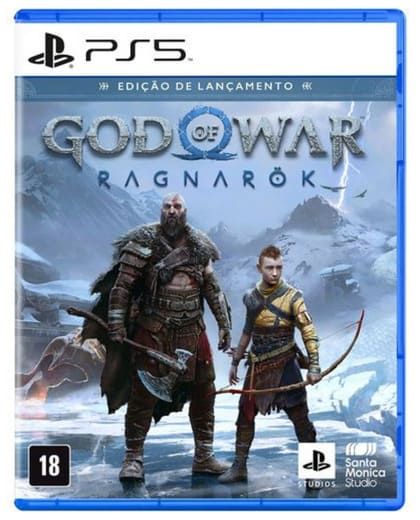 PS5
EDIÇÃO DE LANÇAMENTO
GOD OF WAR
RAGNARÖK
18
STUDIOS
Santa
Monica
Studio